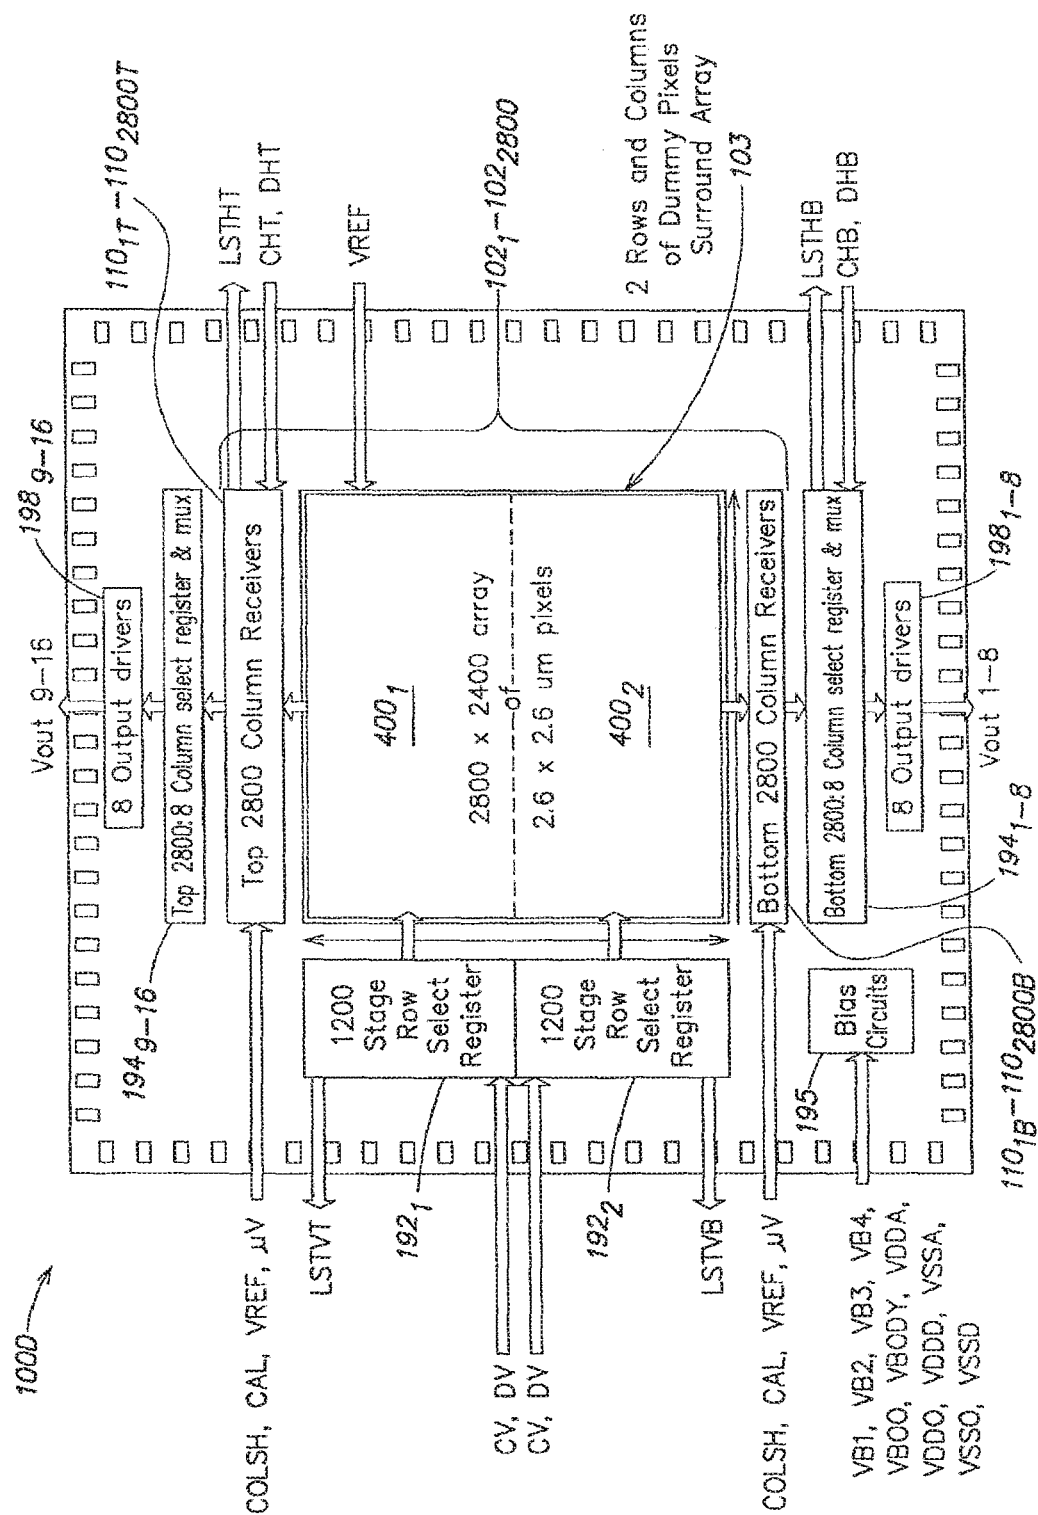 100D
Vout 9-16
198 9-16
8 Output drivers
194 9-16
Top 2800:8 Column select register & mux
110 1T - 110 2800T
Top 2800 Column Receivers
LSTHT
CHT, DHT
COLSH, CAL, VREF, μV
VREF
LSTVT
1200
Stage
Row
Select
Register
192 1
400 1
2800 x 2400 array
of
2.6 x 2.6 um pixels
400 2
102 1 - 102 2800
CV, DV
CV, DV
1200
Stage
Row
Select
Register
192 2
LSTVB
2 Rows and Columns
of Dummy Pixels
Surround Array
103
COLSH, CAL, VREF, μV
Bottom 2800 Column Receivers
110 1B - 110 2800B
LSTHB
CHB, DHB
Bottom 2800:8 Column select register & mux
194 1-8
195
Bias
Circuits
VB1, VB2, VB3, VB4,
VBOO, VBODY, VDDA,
VDDO, VDDD, VSSA,
VSSO, VSSD
8 Output drivers
198 1-8
Vout 1-8